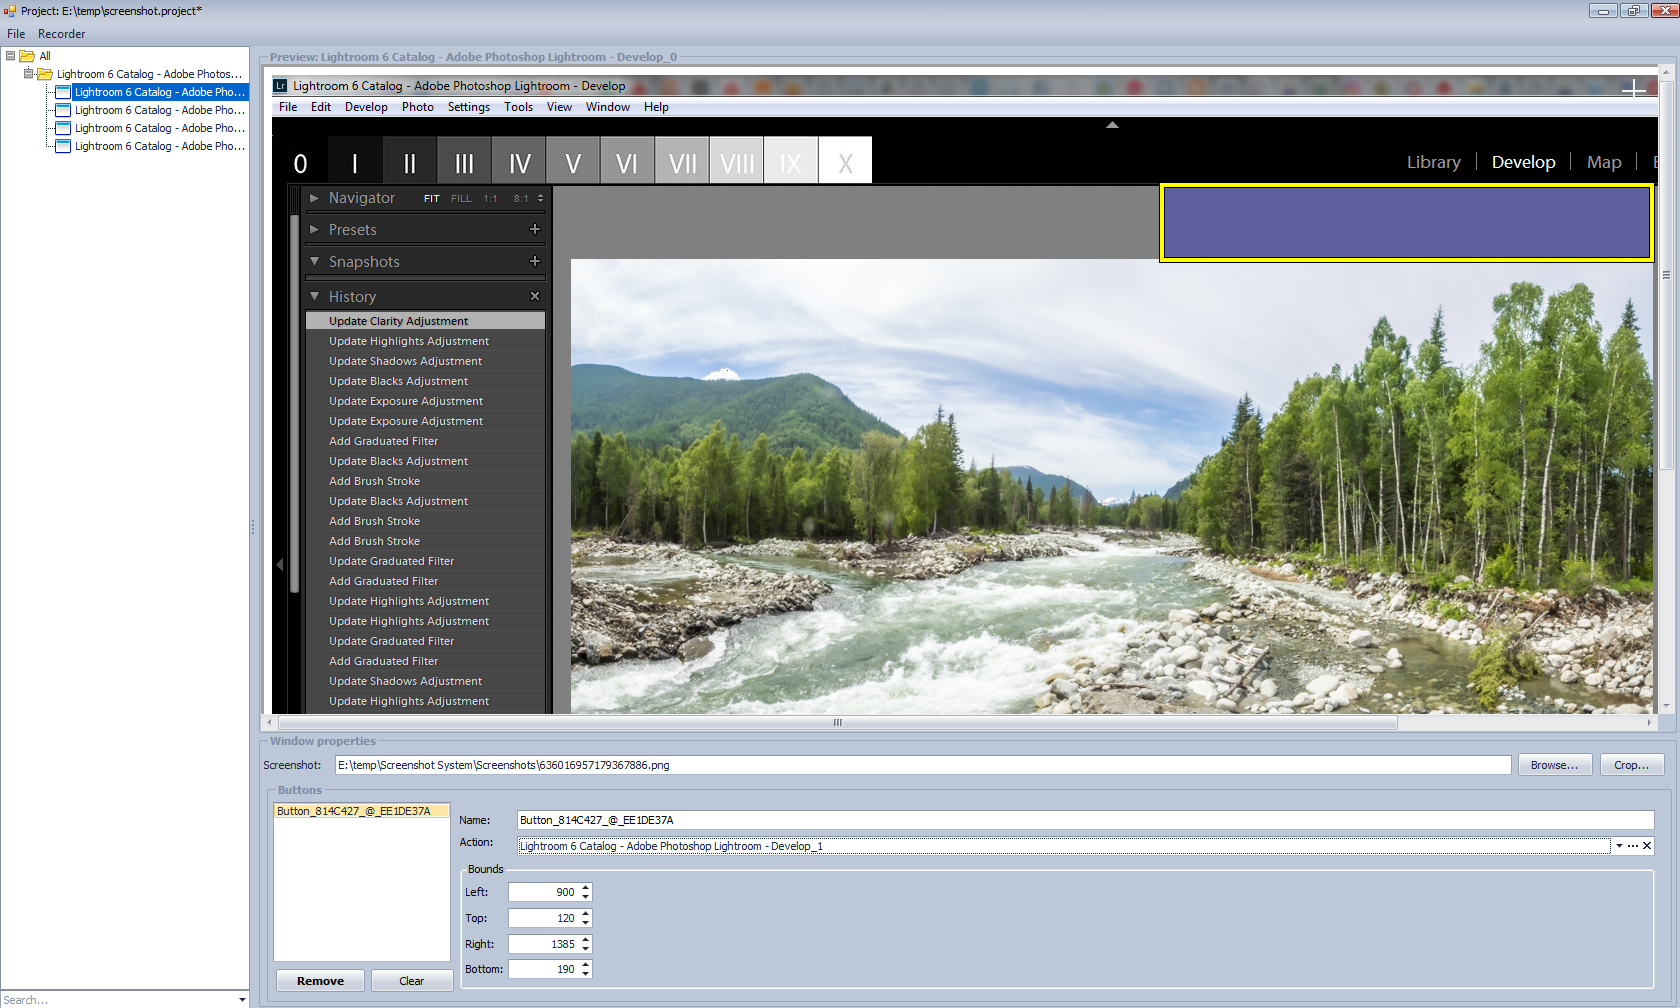 Project: E:\temp\screenshot.project*
File Recorder
All
Lightroom 6 Catalog - Adobe Photos...
Lightroom 6 Catalog - Adobe Pho...
Lightroom 6 Catalog - Adobe Pho...
Lightroom 6 Catalog - Adobe Pho...
Lightroom 6 Catalog - Adobe Pho...
Search...
Preview: Lightroom 6 Catalog - Adobe Photoshop Lightroom - Develop_0
Lr Lightroom 6 Catalog - Adobe Photoshop Lightroom - Develop
File Edit Develop Photo Settings Tools View Window Help
0 I II III IV V VI VII VIII IX X
Library | Develop | Map |
Navigator FIT FILL 1:1 8:1
Presets +
Snapshots +
History ×
Update Clarity Adjustment
Update Highlights Adjustment
Update Shadows Adjustment
Update Blacks Adjustment
Update Exposure Adjustment
Update Exposure Adjustment
Add Graduated Filter
Update Blacks Adjustment
Add Brush Stroke
Update Blacks Adjustment
Add Brush Stroke
Add Brush Stroke
Update Graduated Filter
Add Graduated Filter
Update Highlights Adjustment
Update Highlights Adjustment
Update Graduated Filter
Add Graduated Filter
Update Shadows Adjustment
Update Highlights Adjustment
Window properties
Screenshot: E:\temp\Screenshot System\Screenshots\636016957179367886.png Browse... Crop...
Buttons
Button_814C427_@_EE1DE37A
Remove Clear
Name: Button_814C427_@_EE1DE37A
Action: Lightroom 6 Catalog - Adobe Photoshop Lightroom - Develop_1
Bounds
Left: 900
Top: 120
Right: 1385
Bottom: 190